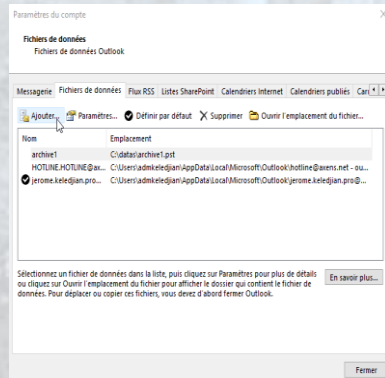 Paramètres du compte
Fichiers de données
Fichiers de données Outlook
Messagerie Fichiers de données Flux RSS Listes SharePoint Calendriers Internet Calendriers publiés Carr
Ajouter... Paramètres... Définir par défaut Supprimer Ouvrir l'emplacement du fichier...
Nom Emplacement
archive1 C:\datas\archive1.pst
HOTLINE.HOTLINE@ax... C:\Users\admkeledjian\AppData\Local\Microsoft\Outlook\hotline@axens.net - ou...
jerome.keledjian.pro... C:\Users\admkeledjian\AppData\Local\Microsoft\Outlook\jerome.keledjian.pro@...
Sélectionnez un fichier de données dans la liste, puis cliquez sur Paramètres pour plus de détails
ou cliquez sur Ouvrir l'emplacement du fichier pour afficher le dossier qui contient le fichier de
données. Pour déplacer ou copier ces fichiers, vous devez d'abord fermer Outlook.
En savoir plus...
Fermer